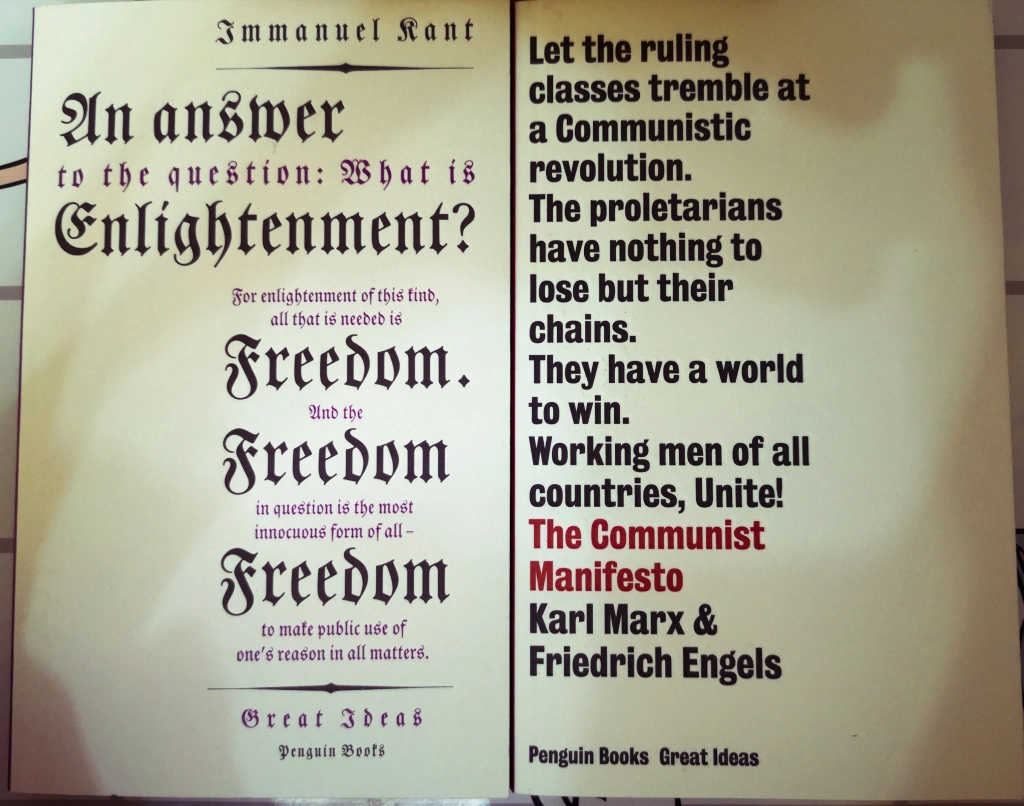 Immanuel Kant
An answer
to the question: What is
Enlightenment?
For enlightenment of this kind,
all that is needed is
Freedom.
And the
Freedom
in question is the most
innocuous form of all –
Freedom
to make public use of
one's reason in all matters.
Great Ideas
Penguin Books
Let the ruling
classes tremble at
a Communistic
revolution.
The proletarians
have nothing to
lose but their
chains.
They have a world
to win.
Working men of all
countries, Unite!
The Communist
Manifesto
Karl Marx &
Friedrich Engels
Penguin Books Great Ideas